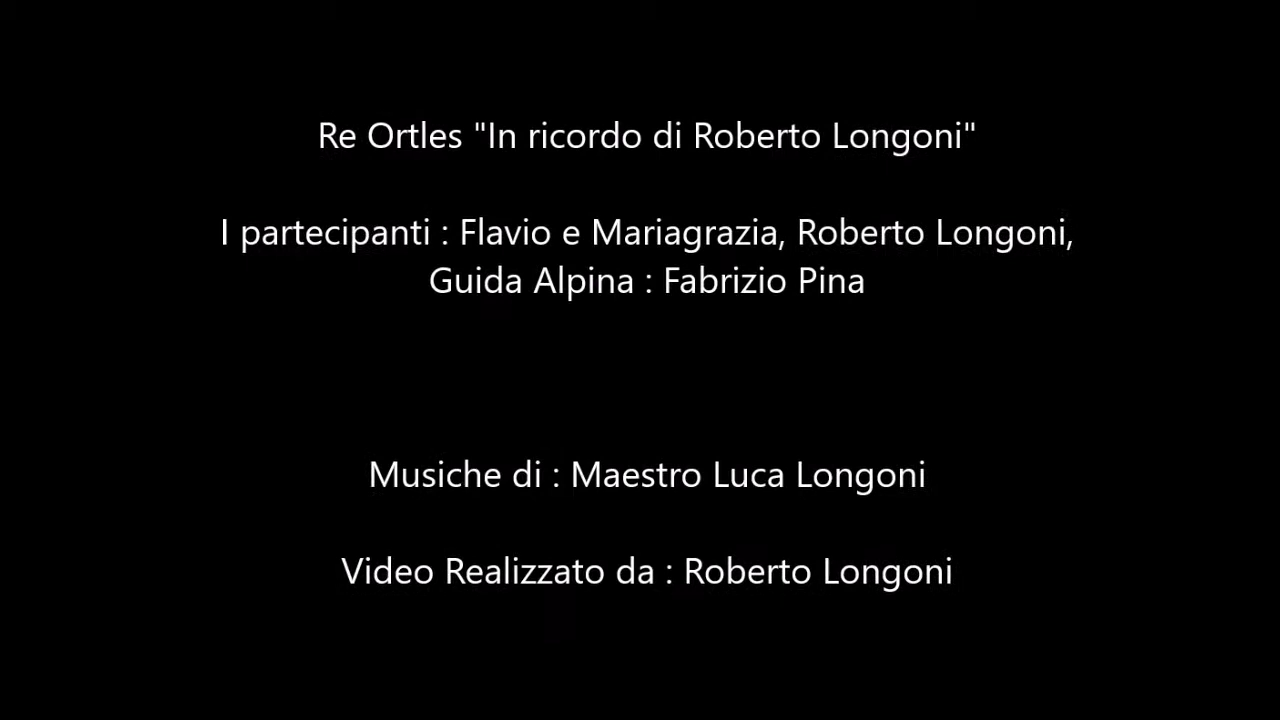 Re Ortles "In ricordo di Roberto Longoni"
I partecipanti : Flavio e Mariagrazia, Roberto Longoni,
Guida Alpina : Fabrizio Pina
Musiche di : Maestro Luca Longoni
Video Realizzato da : Roberto Longoni